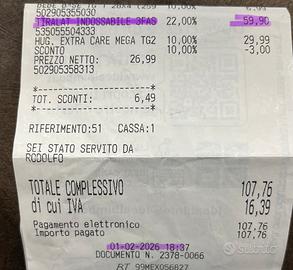 502905355030
TIRALAT INDOSSABILE 3FAS 22,00% 59,90
535055504333
HUG. EXTRA CARE MEGA TG2 10,00% 29,99
SCONTO 10,00% -3,00
PREZZO NETTO: 26,99
502905358313
*------------------------*
TOT. SCONTI: 6,49
*------------------------*
RIFERIMENTO:51 CASSA:1
SEI STATO SERVITO DA
RODOLFO
TOTALE COMPLESSIVO 107,76
di cui IVA 16,39
Pagamento elettronico 107,76
Importo pagato 107,76
01-02-2026 18:37
DOCUMENTO N. 2378-0066
RT 99MEX056827
subito